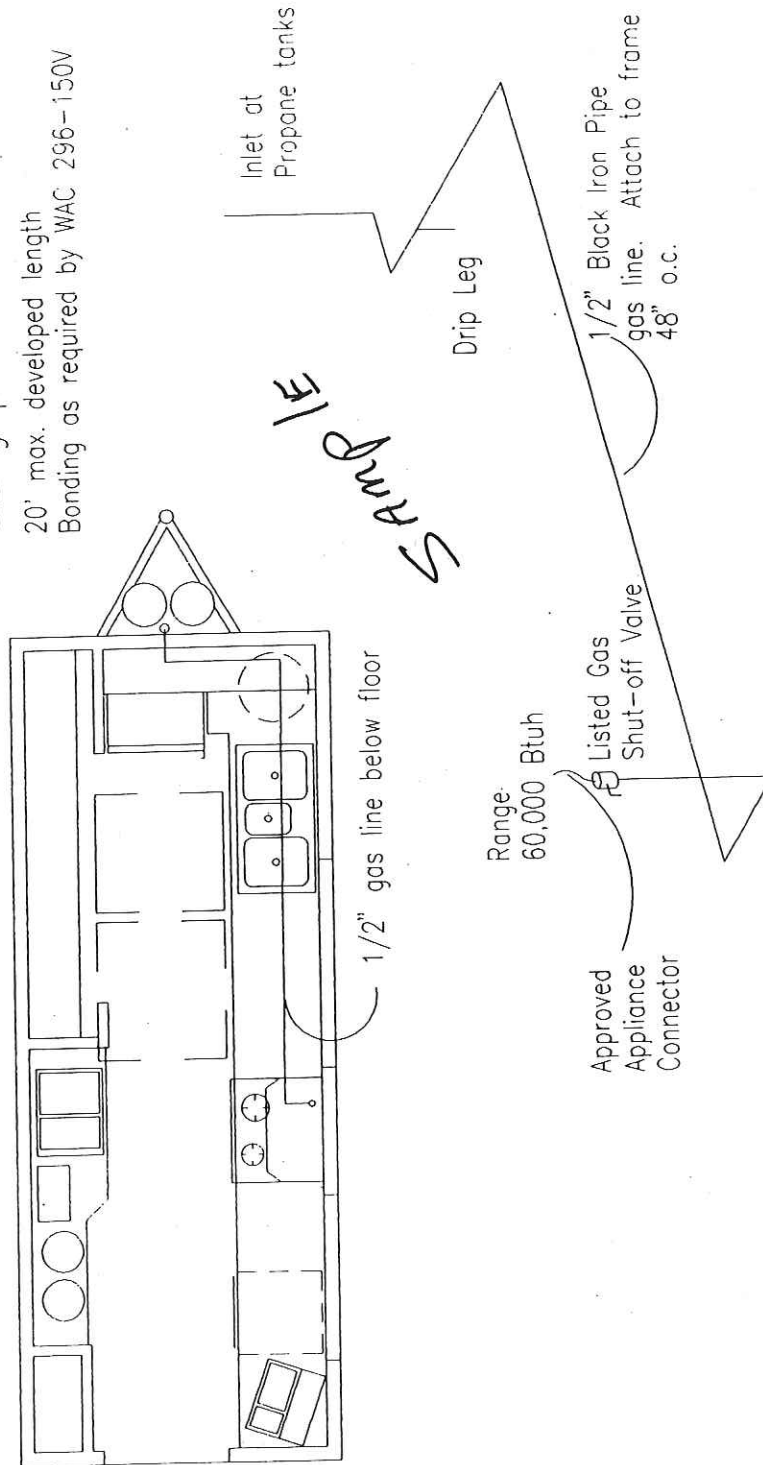 20' max. developed length
Bonding as required by WAC 296-150V
Inlet at
Propane tanks
SAMPLE
Drip Leg
1/2" gas line below floor
1/2" Black Iron Pipe
gas line. Attach to frame
48" o.c.
Range
60,000 Btuh
Listed Gas
Shut-off Valve
Approved
Appliance
Connector